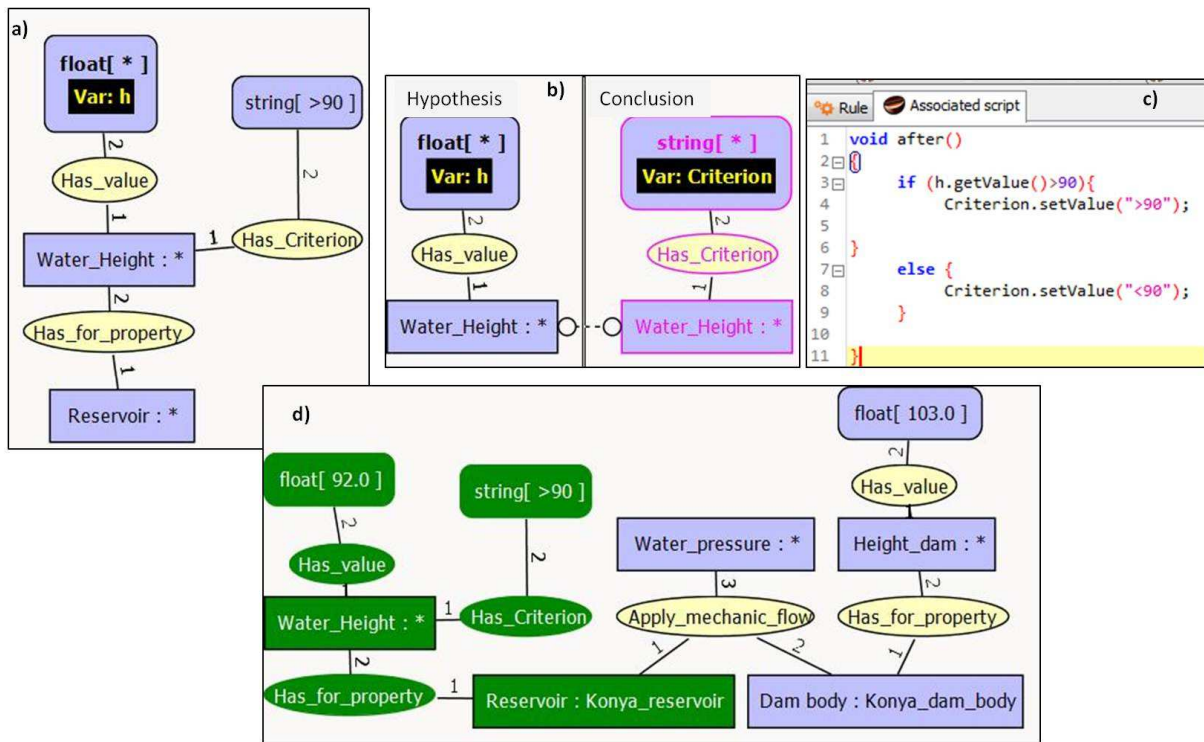 a)
float[ * ]
Var: h
string[ >90 ]
2
2
Has_value
1
1
Has_Criterion
Water_Height : *
2
Has_for_property
1
Reservoir : *
b)
Hypothesis
Conclusion
float[ * ]
Var: h
string[ * ]
Var: Criterion
2
2
Has_value
Has_Criterion
1
1
Water_Height : *
Water_Height : *
c)
Rule
Associated script
1 void after()
2 {
3 if (h.getValue()>90){
4 Criterion.setValue(">90");
5
6 }
7 else {
8 Criterion.setValue("<90");
9 }
10
11 }
d)
float[ 103.0 ]
2
float[ 92.0 ]
string[ >90 ]
Has_value
2
2
1
Water_pressure : *
Height_dam : *
Has_value
3
2
1
Water_Height : *
1
Has_Criterion
Apply_mechanic_flow
Has_for_property
2
1
2
1
Has_for_property
1
Reservoir : Konya_reservoir
Dam body : Konya_dam_body